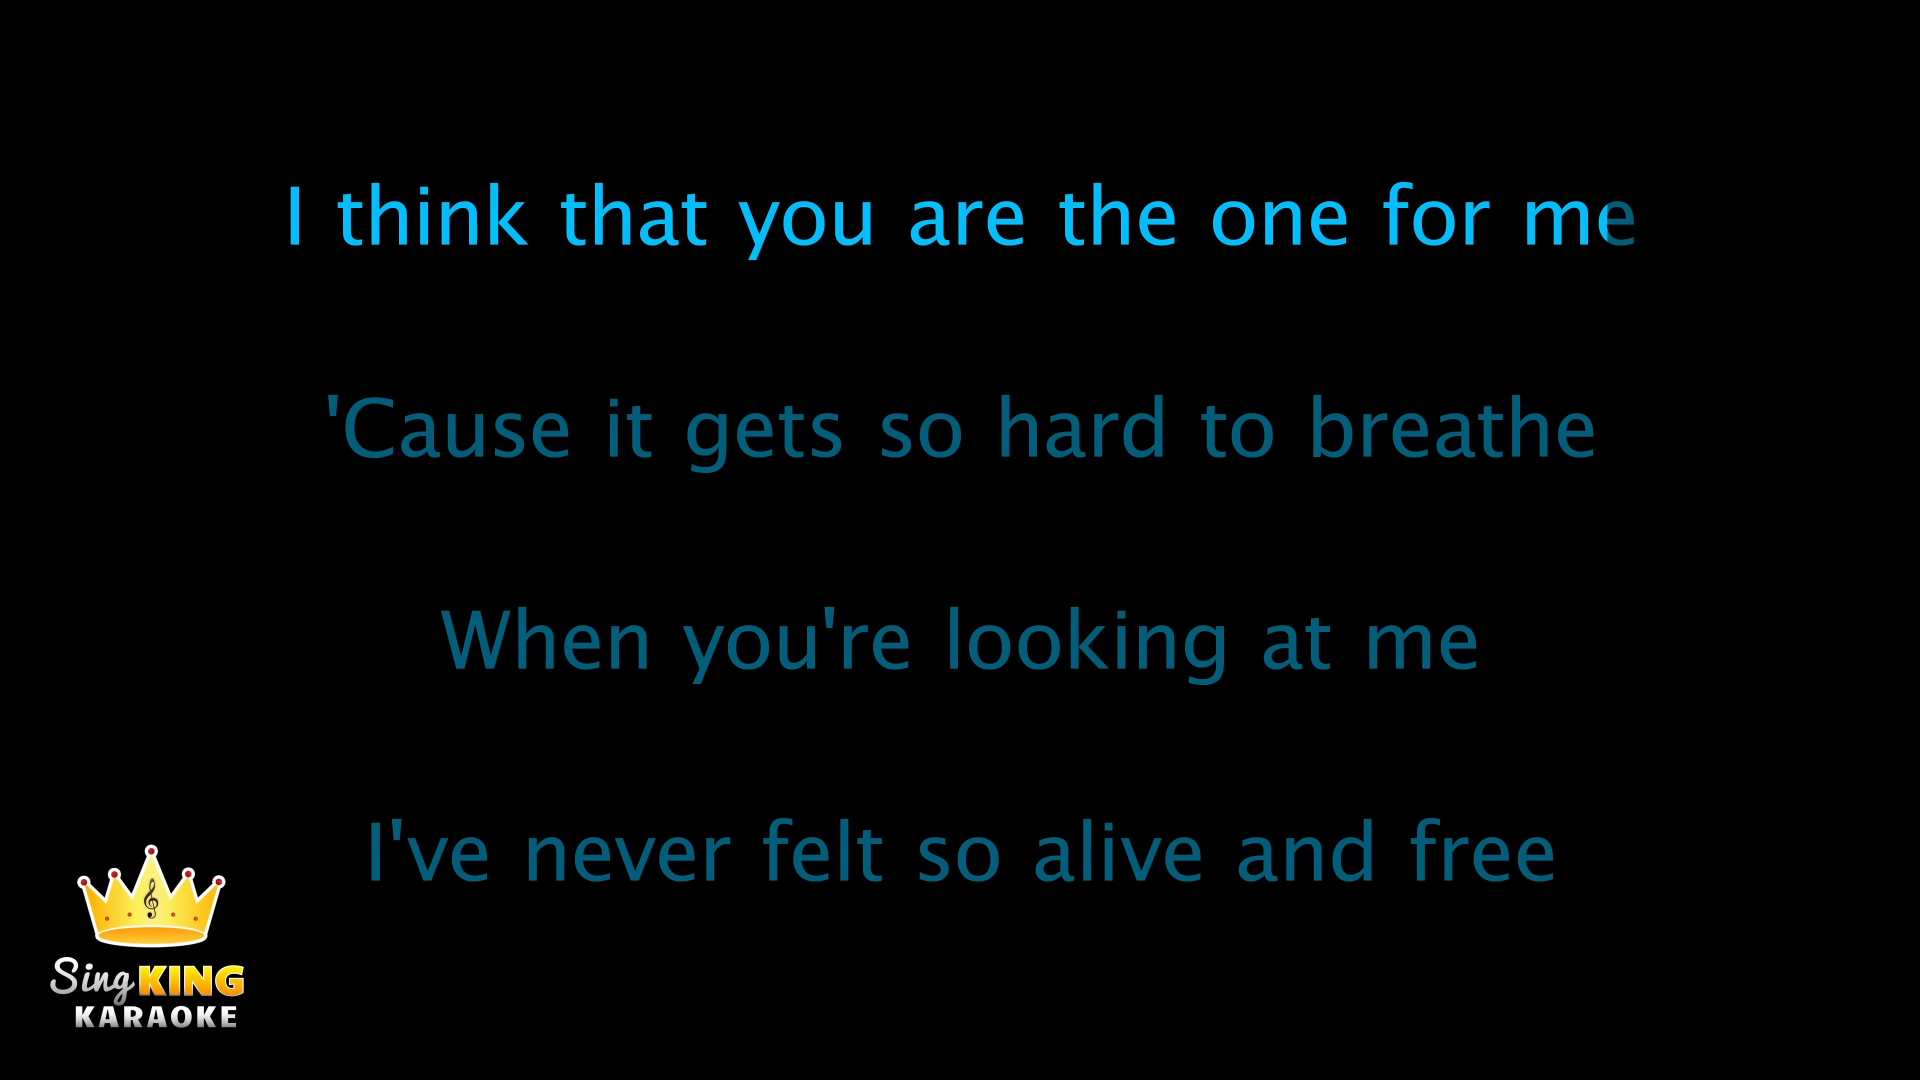 I think that you are the one for me
'Cause it gets so hard to breathe
When you're looking at me
I've never felt so alive and free
Sing KING
KARAOKE